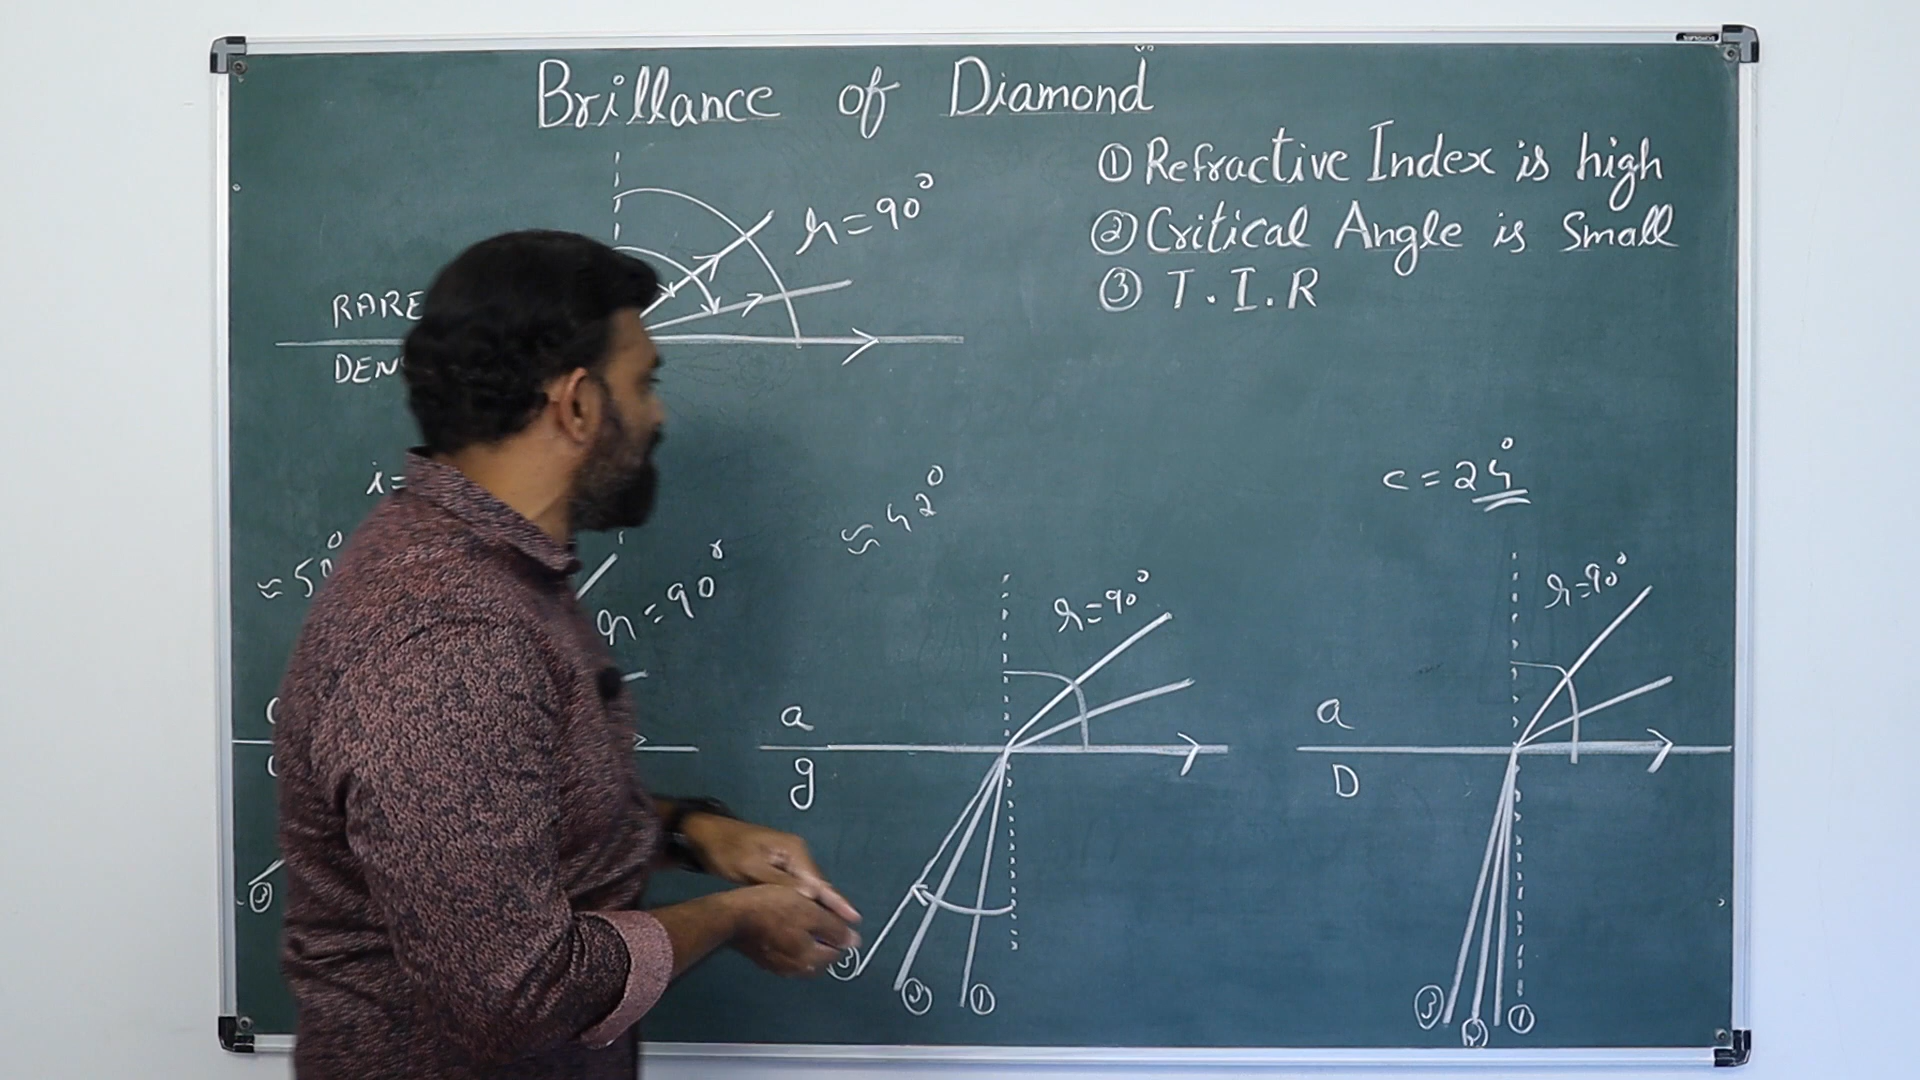 Brillance of Diamond
① Refractive Index is high
② Critical Angle is Small
③ T.I.R
r=90°
RARE
DEN
i=
c=24°
≈42°
≈50°
r=90°
r=90°
r=90°
a
g
a
D
③
③
②
①
③
②
①